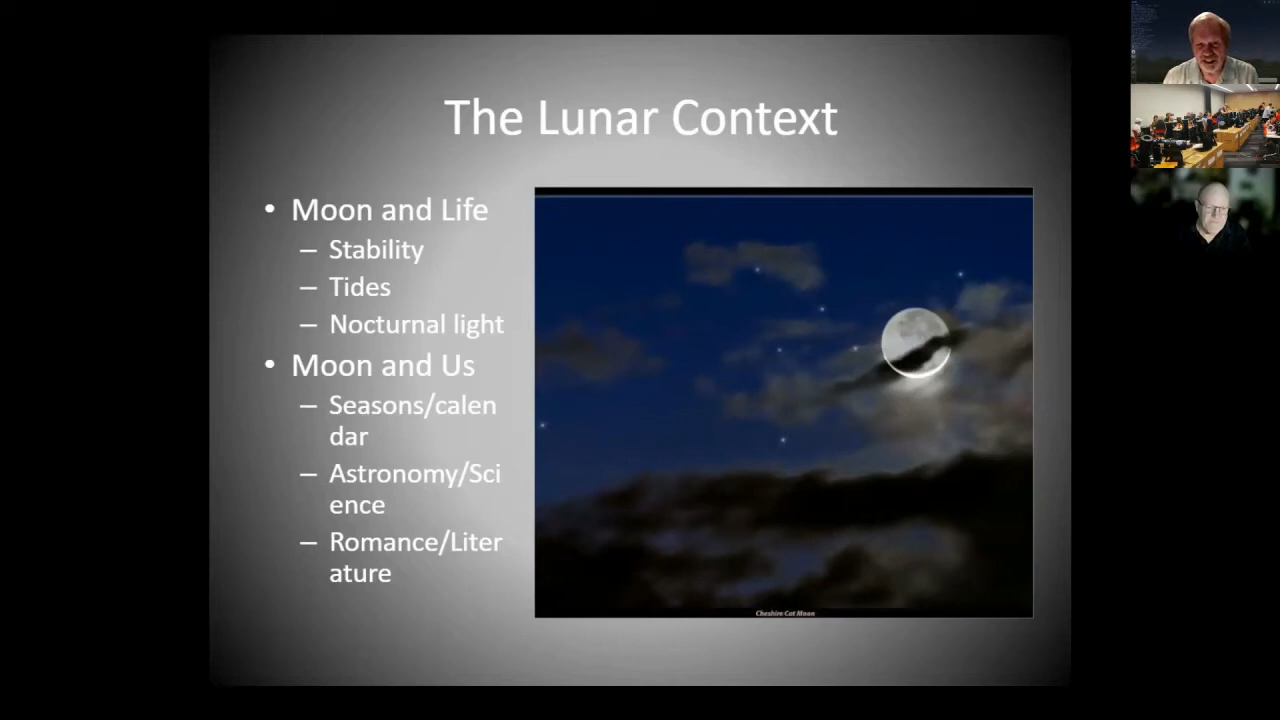 The Lunar Context
• Moon and Life
– Stability
– Tides
– Nocturnal light
• Moon and Us
– Seasons/calen
dar
– Astronomy/Sci
ence
– Romance/Liter
ature
Cheshire Cat Moon